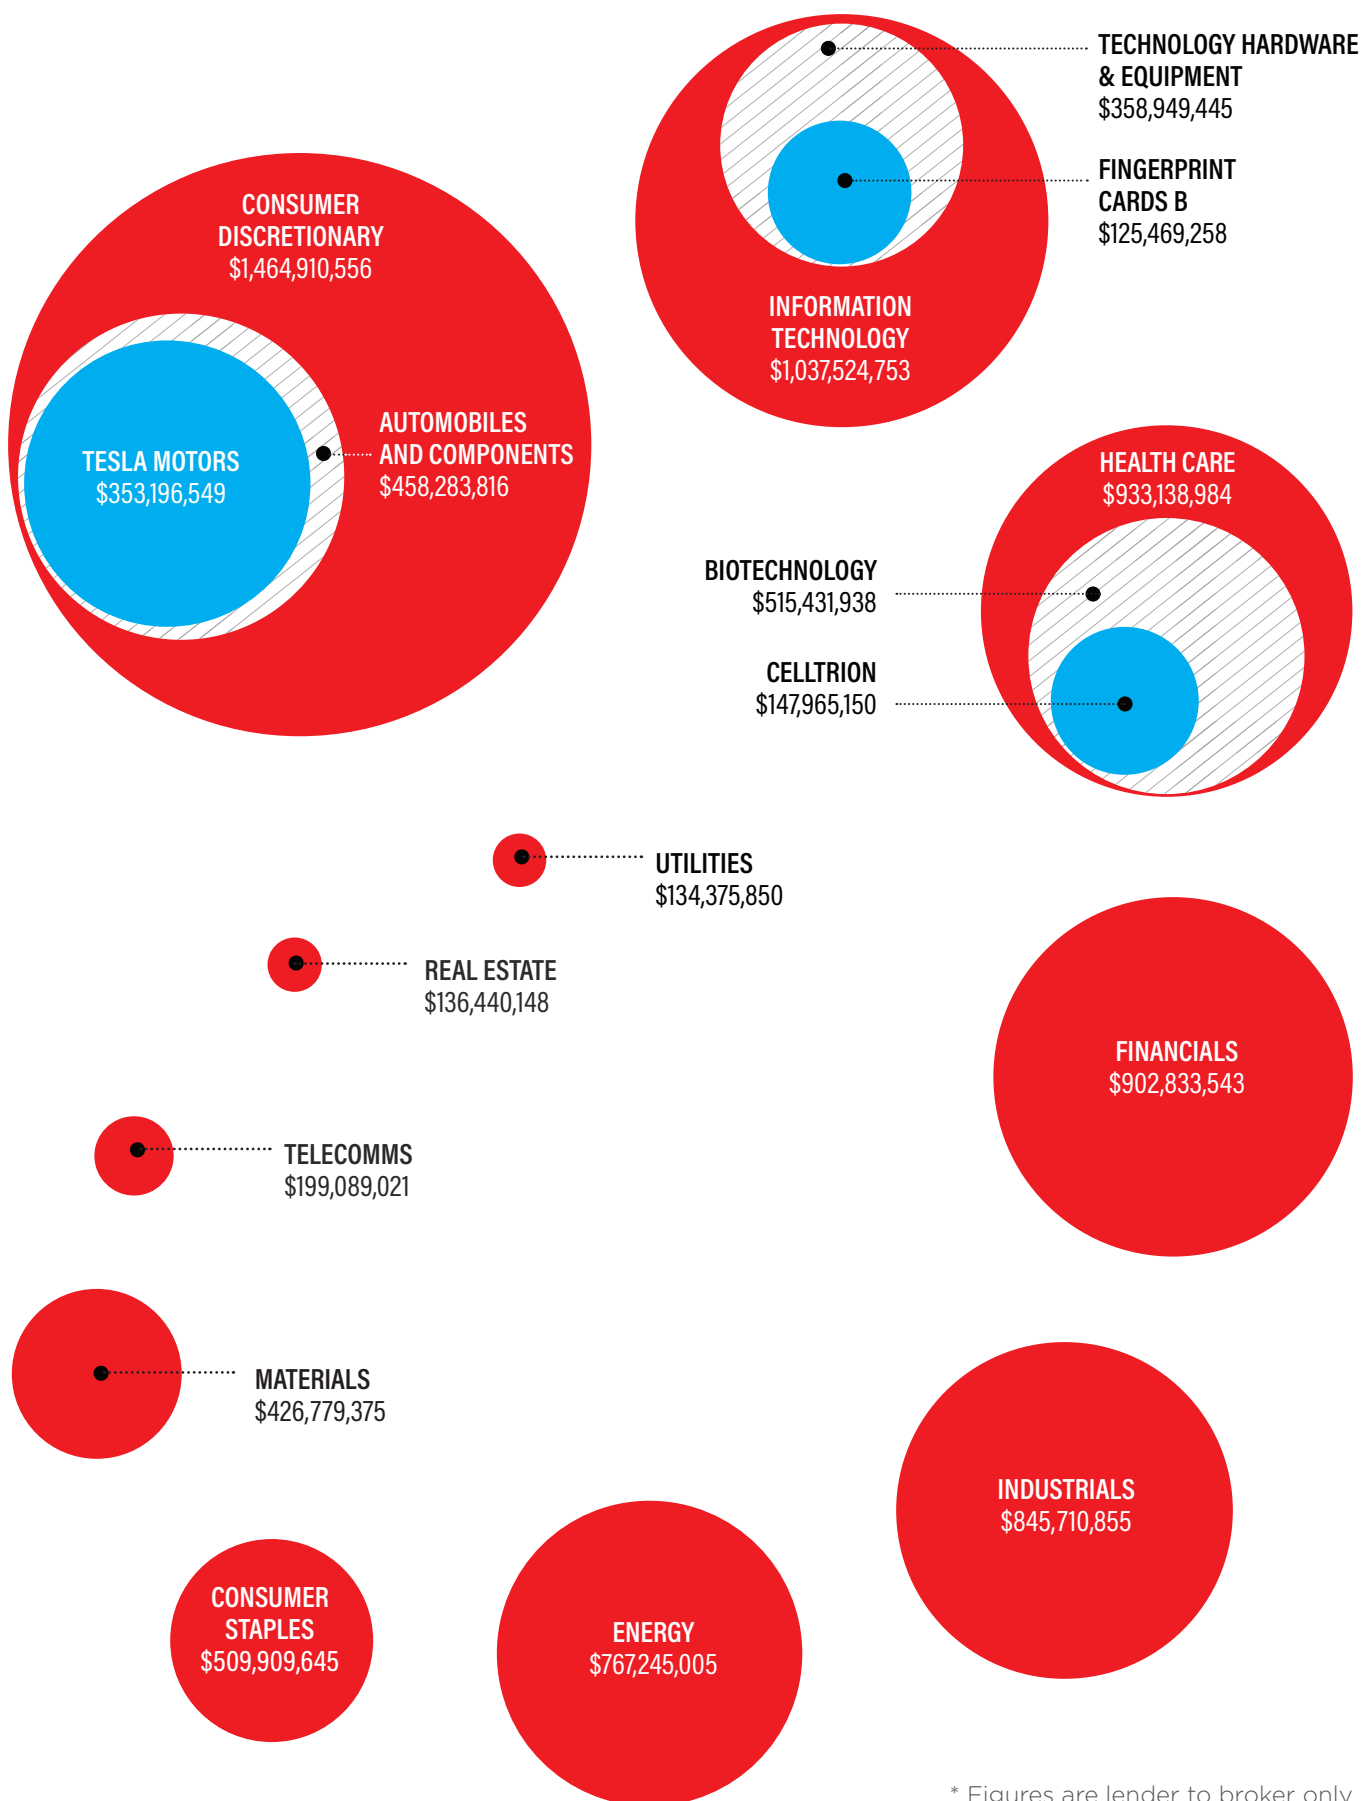 TECHNOLOGY HARDWARE
& EQUIPMENT
$358,949,445
FINGERPRINT
CARDS B
$125,469,258
CONSUMER
DISCRETIONARY
$1,464,910,556
INFORMATION
TECHNOLOGY
$1,037,524,753
AUTOMOBILES
AND COMPONENTS
$458,283,816
TESLA MOTORS
$353,196,549
HEALTH CARE
$933,138,984
BIOTECHNOLOGY
$515,431,938
CELLTRION
$147,965,150
UTILITIES
$134,375,850
REAL ESTATE
$136,440,148
FINANCIALS
$902,833,543
TELECOMMS
$199,089,021
MATERIALS
$426,779,375
INDUSTRIALS
$845,710,855
CONSUMER
STAPLES
$509,909,645
ENERGY
$767,245,005
* Figures are lender to broker only